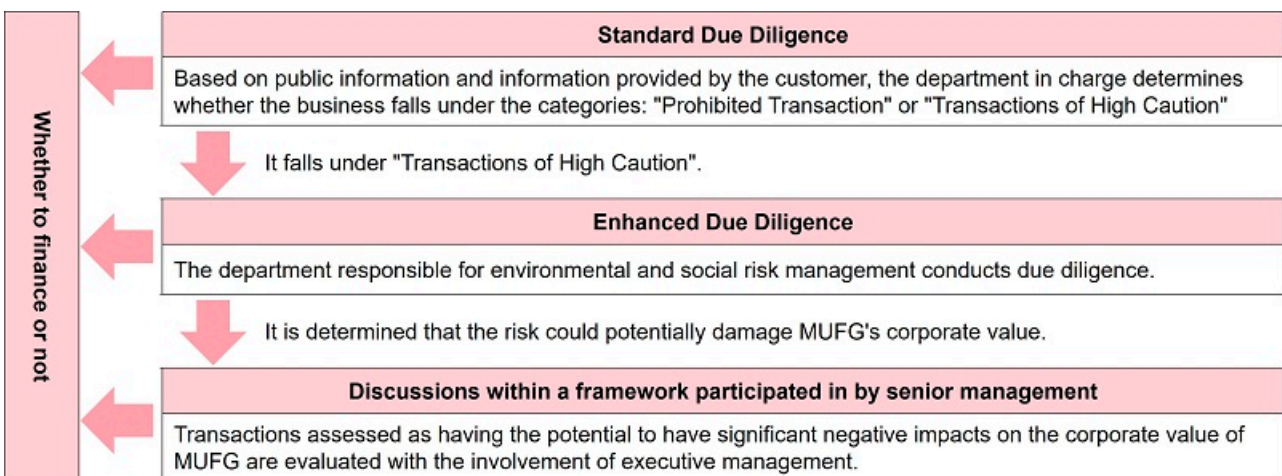 Whether to finance or not
Standard Due Diligence
Based on public information and information provided by the customer, the department in charge determines
whether the business falls under the categories: "Prohibited Transaction" or "Transactions of High Caution"
It falls under "Transactions of High Caution".
Enhanced Due Diligence
The department responsible for environmental and social risk management conducts due diligence.
It is determined that the risk could potentially damage MUFG's corporate value.
Discussions within a framework participated in by senior management
Transactions assessed as having the potential to have significant negative impacts on the corporate value of
MUFG are evaluated with the involvement of executive management.